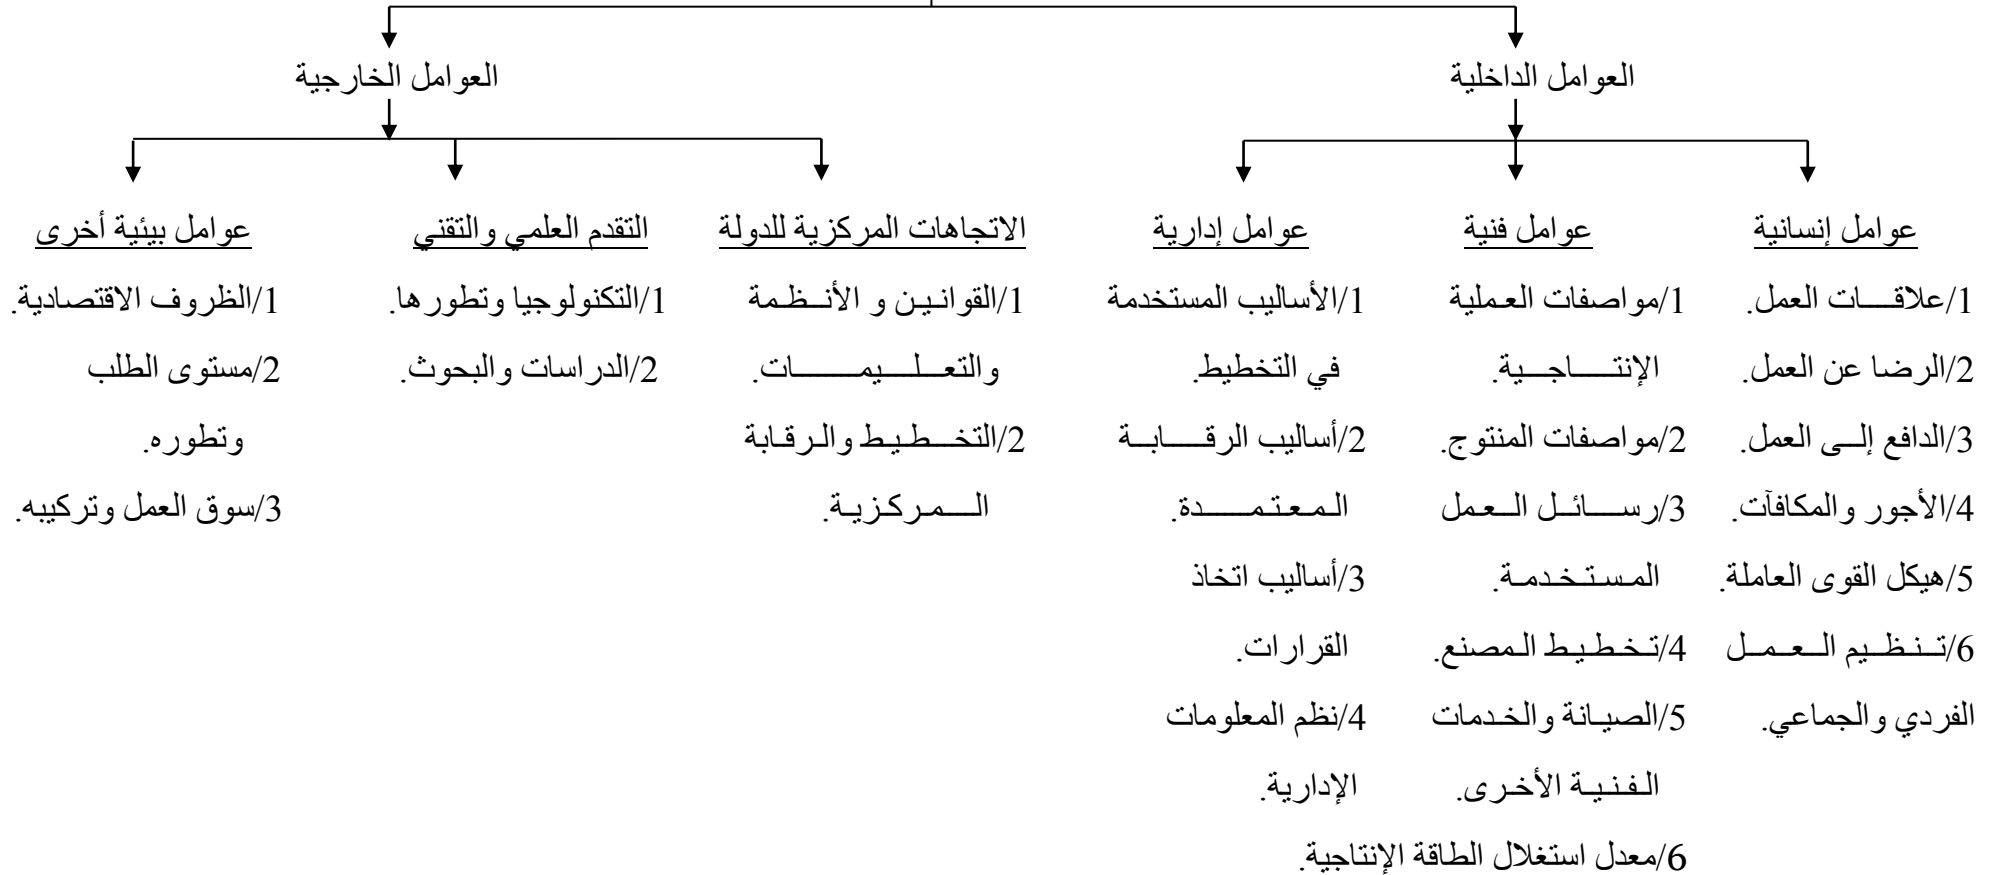 العوامل الداخلية
عوامل إنسانية
1/علاقات العمل.
2/الرضا عن العمل.
3/الدافع إلى العمل.
4/الأجور والمكافآت.
5/هيكل القوى العاملة.
6/تنظيم العمل
الفردي والجماعي.
عوامل فنية
1/مواصفات العملية
الإنتاجية.
2/مواصفات المنتوج.
3/رسائل العمل
المستخدمة.
4/تخطيط المصنع.
5/الصيانة والخدمات
الفنية الأخرى.
6/معدل استغلال الطاقة الإنتاجية.
عوامل إدارية
1/الأساليب المستخدمة
في التخطيط.
2/أساليب الرقابة
المعتمدة.
3/أساليب اتخاذ
القرارات.
4/نظم المعلومات
الإدارية.
العوامل الخارجية
الاتجاهات المركزية للدولة
1/القوانين و الأنظمة
والتعليمات.
2/التخطيط والرقابة
المركزية.
التقدم العلمي والتقني
1/التكنولوجيا وتطورها.
2/الدراسات والبحوث.
عوامل بيئية أخرى
1/الظروف الاقتصادية.
2/مستوى الطلب
وتطوره.
3/سوق العمل وتركيبه.